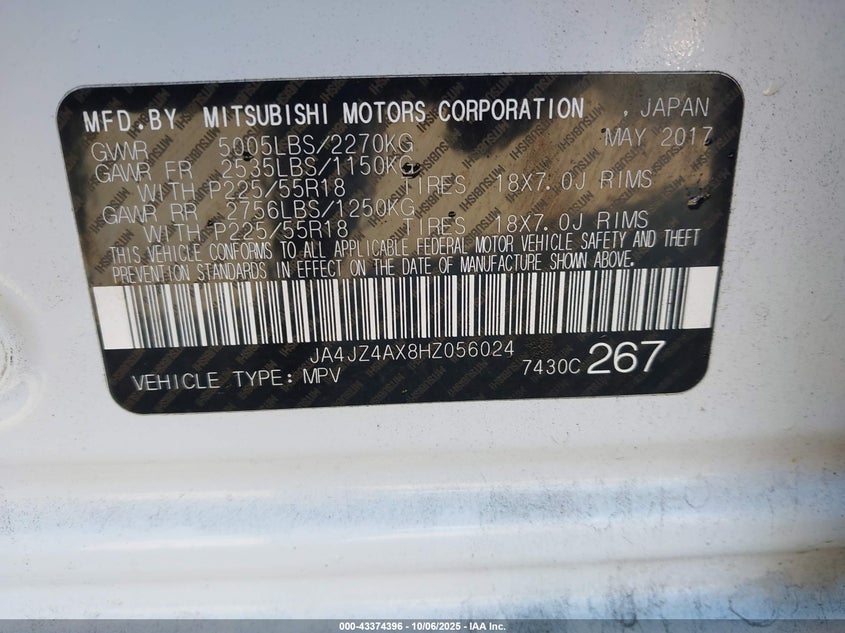 MFD.BY MITSUBISHI MOTORS CORPORATION , JAPAN
GWWR 5005LBS/2270KG MAY 2017
GAWR FR 2535LBS/1150KG
WITH P225/55R18 TIRES 18X7.0J RIMS
GAWR RR 2756LBS/1250KG
WITH P225/55R18 TIRES 18X7.0J RIMS
THIS VEHICLE CONFORMS TO ALL APPLICABLE FEDERAL MOTOR VEHICLE SAFETY AND THEFT
PREVENTION STANDARDS IN EFFECT ON THE DATE OF MANUFACTURE SHOWN ABOVE.
JA4JZ4AX8HZ056024
VEHICLE TYPE: MPV 7430C 267
000-43374396 - 10/06/2025 - IAA Inc.